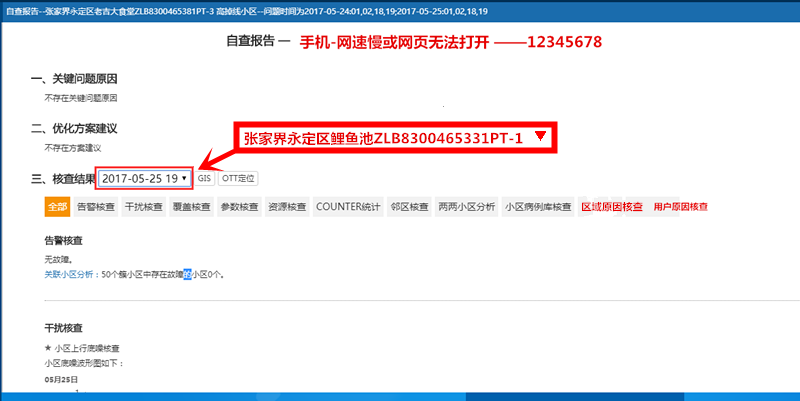 自查报告--张家界永定区老吉大食堂ZLB8300465381PT-3 高掉线小区--问题时间为2017-05-24:01,02,18,19;2017-05-25:01,02,18,19
自查报告 — 手机-网速慢或网页无法打开 ——12345678
一、关键问题原因
不存在关键问题原因
二、优化方案建议
不存在方案建议
张家界永定区鲤鱼池ZLB8300465331PT-1 ▼
三、核查结果 2017-05-25 19 ▼ GIS OTT定位
全部 告警核查 干扰核查 覆盖核查 参数核查 资源核查 COUNTER统计 邻区核查 两两小区分析 小区病例库核查 区域原因核查 用户原因核查
告警核查
无故障。
关联小区分析：50个簇小区中存在故障的小区0个。
干扰核查
★ 小区上行底噪核查
小区底噪波形图如下：
05月25日